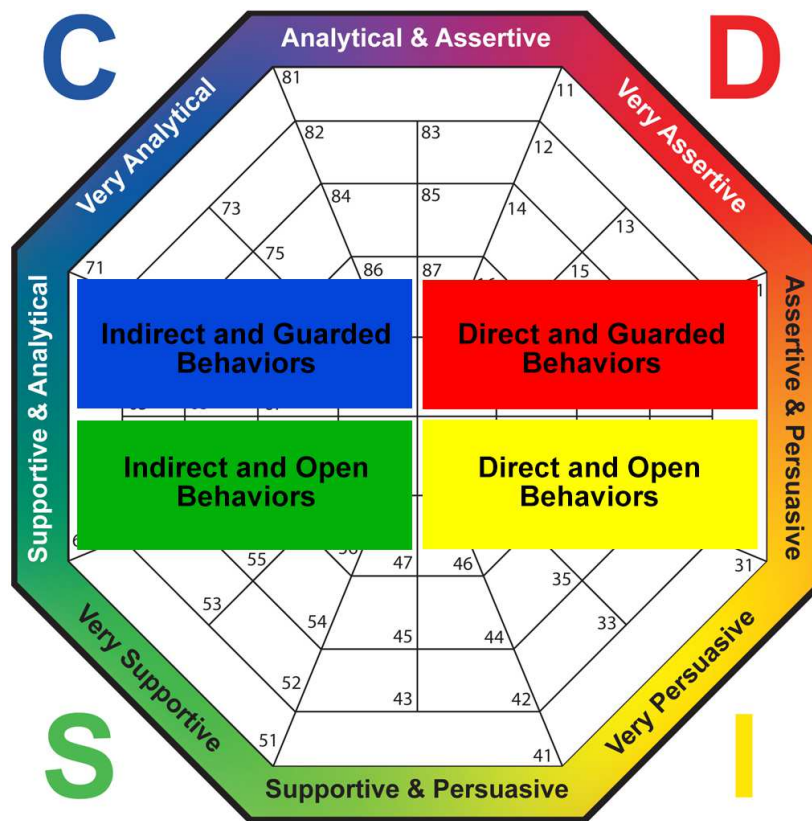 C
D
Analytical & Assertive
Very Analytical
Very Assertive
81
11
82
83
12
84
85
14
73
13
75
15
71
86
87
Supportive & Analytical
Assertive & Persuasive
Indirect and Guarded
Behaviors
Direct and Guarded
Behaviors
Indirect and Open
Behaviors
Direct and Open
Behaviors
55
47
46
35
31
53
54
45
44
33
52
43
42
51
41
Very Supportive
Very Persuasive
Supportive & Persuasive
S
I